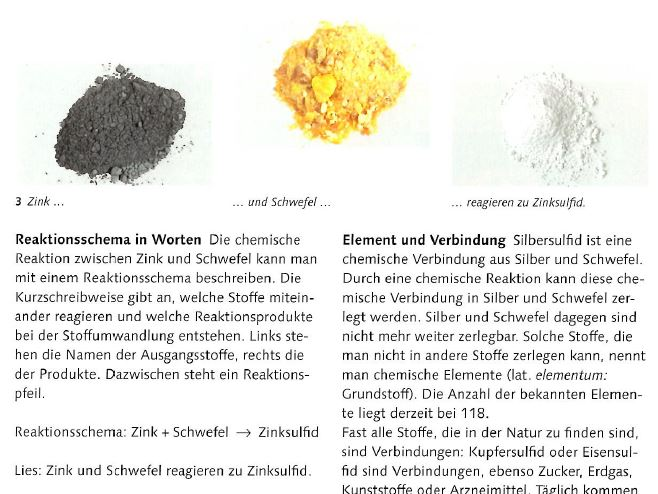 3 Zink ...
... und Schwefel ...
... reagieren zu Zinksulfid.
Reaktionsschema in Worten Die chemische
Reaktion zwischen Zink und Schwefel kann man
mit einem Reaktionsschema beschreiben. Die
Kurzschreibweise gibt an, welche Stoffe mitein-
ander reagieren und welche Reaktionsprodukte
bei der Stoffumwandlung entstehen. Links ste-
hen die Namen der Ausgangsstoffe, rechts die
der Produkte. Dazwischen steht ein Reaktions-
pfeil.
Reaktionsschema: Zink + Schwefel → Zinksulfid
Lies: Zink und Schwefel reagieren zu Zinksulfid.
Element und Verbindung Silbersulfid ist eine
chemische Verbindung aus Silber und Schwefel.
Durch eine chemische Reaktion kann diese che-
mische Verbindung in Silber und Schwefel zer-
legt werden. Silber und Schwefel dagegen sind
nicht mehr weiter zerlegbar. Solche Stoffe, die
man nicht in andere Stoffe zerlegen kann, nennt
man chemische Elemente (lat. elementum:
Grundstoff). Die Anzahl der bekannten Elemen-
te liegt derzeit bei 118.
Fast alle Stoffe, die in der Natur zu finden sind,
sind Verbindungen: Kupfersulfid oder Eisensul-
fid sind Verbindungen, ebenso Zucker, Erdgas,
Kunststoffe oder Arzneimittel. Täglich kommen